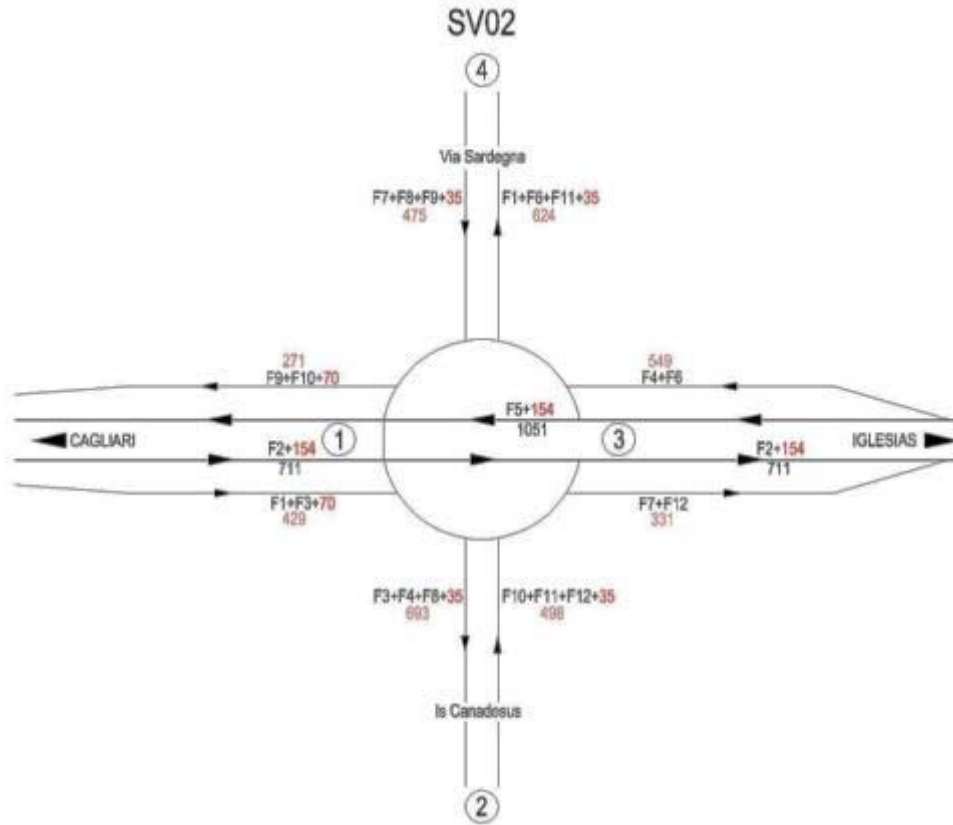 SV02
4
Via Sardegna
F7+F8+F9+35
475
F1+F6+F11+35
624
271
F9+F10+70
549
F4+F6
F5+154
1051
CAGLIARI
1
3
IGLESIAS
F2+154
711
F2+154
711
F1+F3+70
429
F7+F12
331
F3+F4+F8+35
693
F10+F11+F12+35
498
Is Canadesus
2